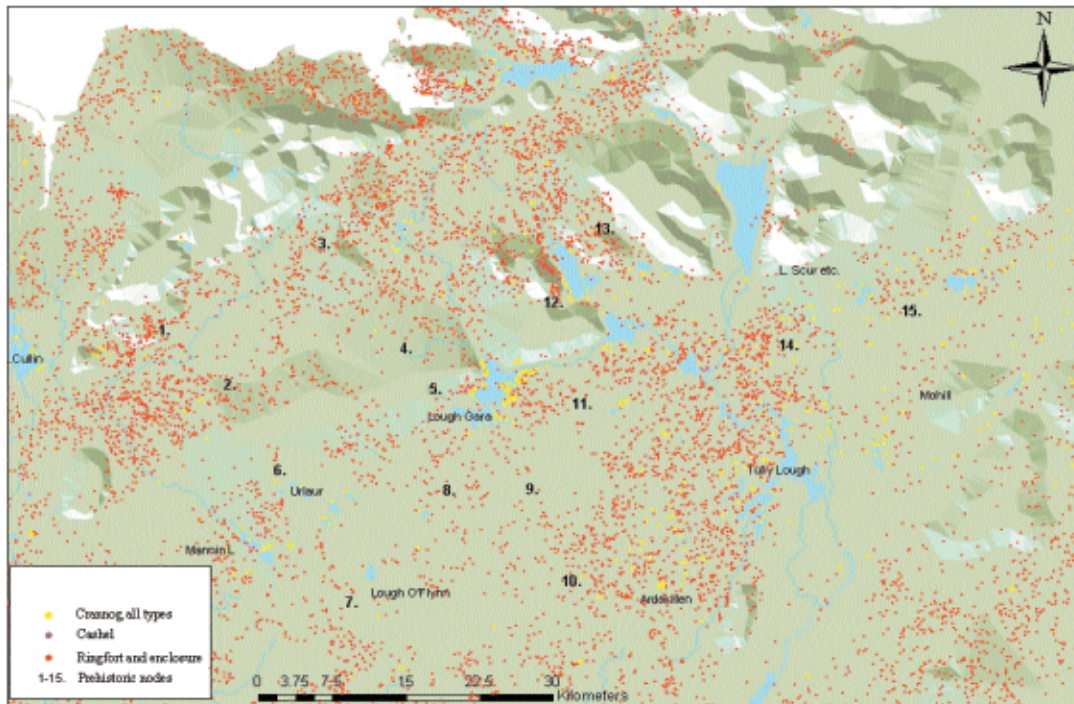 N
13.
3.
L. Scur etc.
12.
15.
1.
Cullin
4.
14.
2.
5.
Mohill
Lough Gara
11.
6.
Tully Lough
Urlaur
8.
9.
Mannin L.
10.
Lough O'Flynn
7.
Ardakillen
Crannog, all types
Cashel
Ringfort and enclosure
1-15. Prehistoric nodes
0 3.75 7.5 15 22.5 30
Kilometers